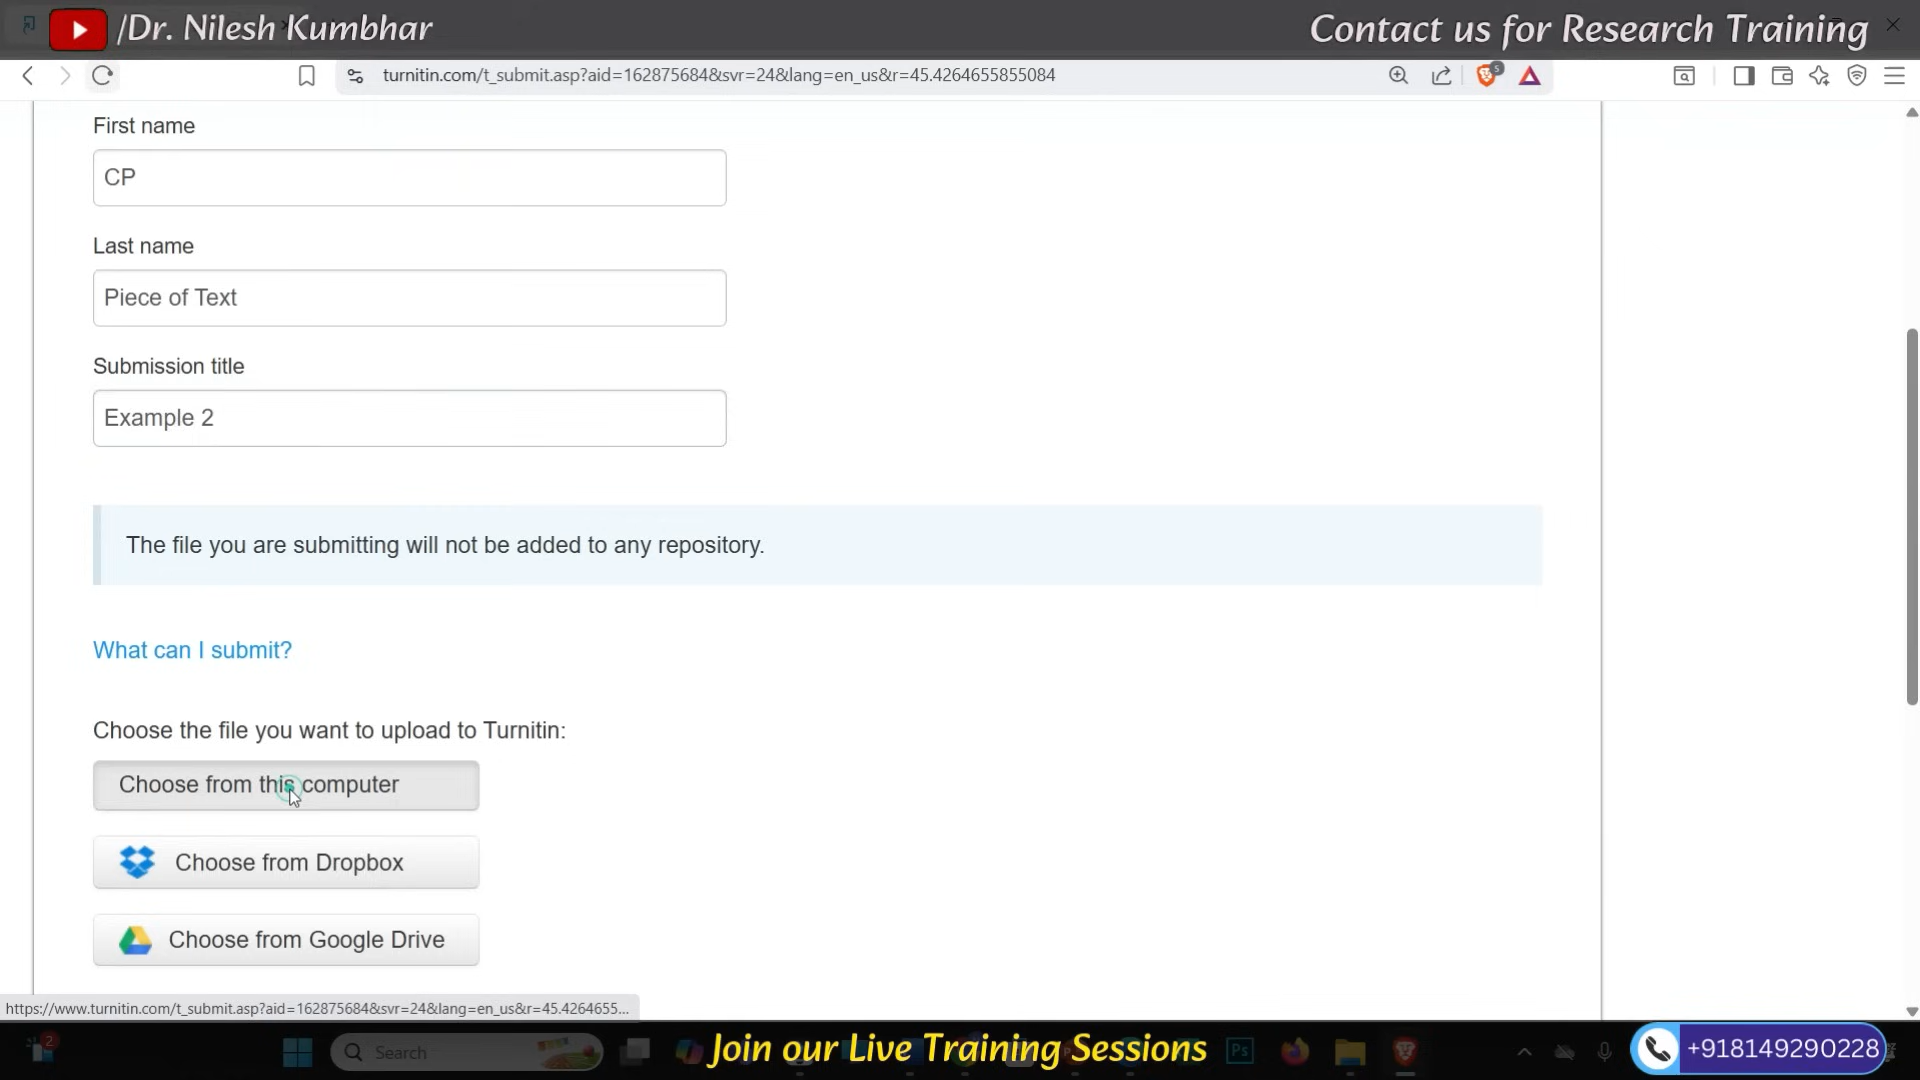 /Dr. Nilesh Kumbhar
Contact us for Research Training
turnitin.com/t_submit.asp?aid=162875684&svr=24&lang=en_us&r=45.4264655855084
5
First name
CP
Last name
Piece of Text
Submission title
Example 2
The file you are submitting will not be added to any repository.
What can I submit?
Choose the file you want to upload to Turnitin:
Choose from this computer
Choose from Dropbox
Choose from Google Drive
https://www.turnitin.com/t_submit.asp?aid=162875684&svr=24&lang=en_us&r=45.4264655...
2
Search
Join our Live Training Sessions
Ps
+918149290228